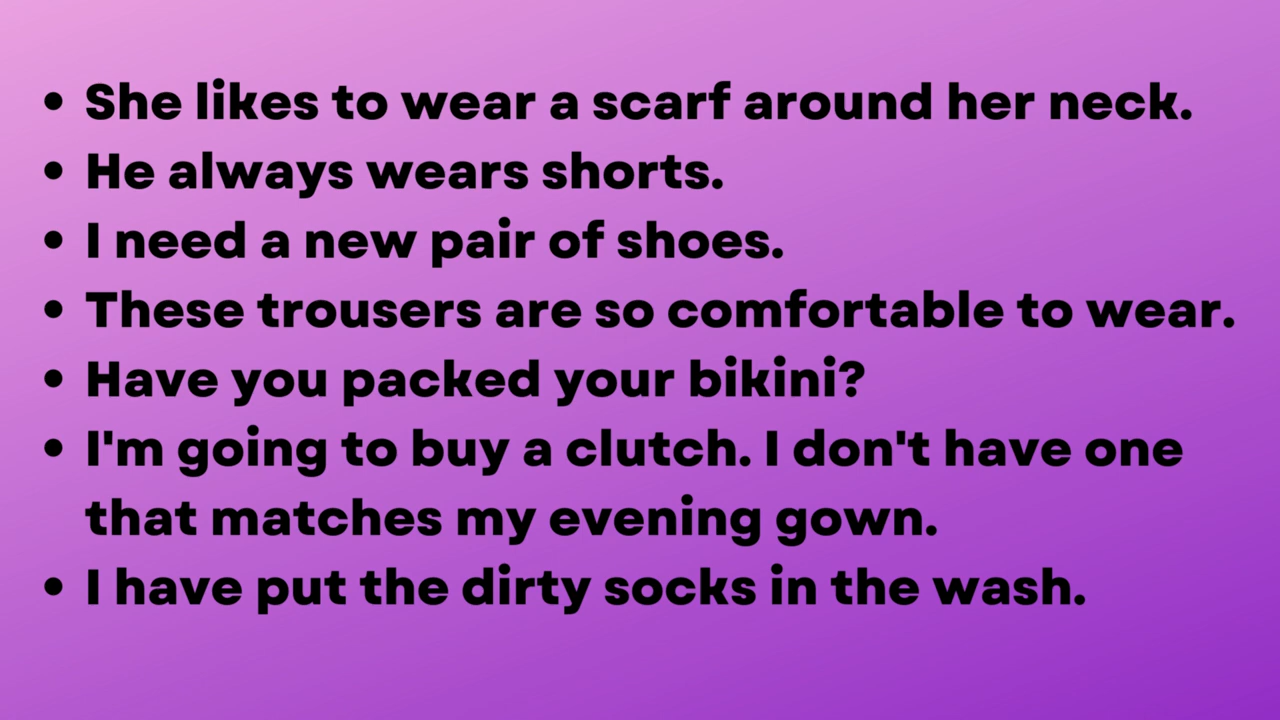 • She likes to wear a scarf around her neck.
• He always wears shorts.
• I need a new pair of shoes.
• These trousers are so comfortable to wear.
• Have you packed your bikini?
• I'm going to buy a clutch. I don't have one
that matches my evening gown.
• I have put the dirty socks in the wash.